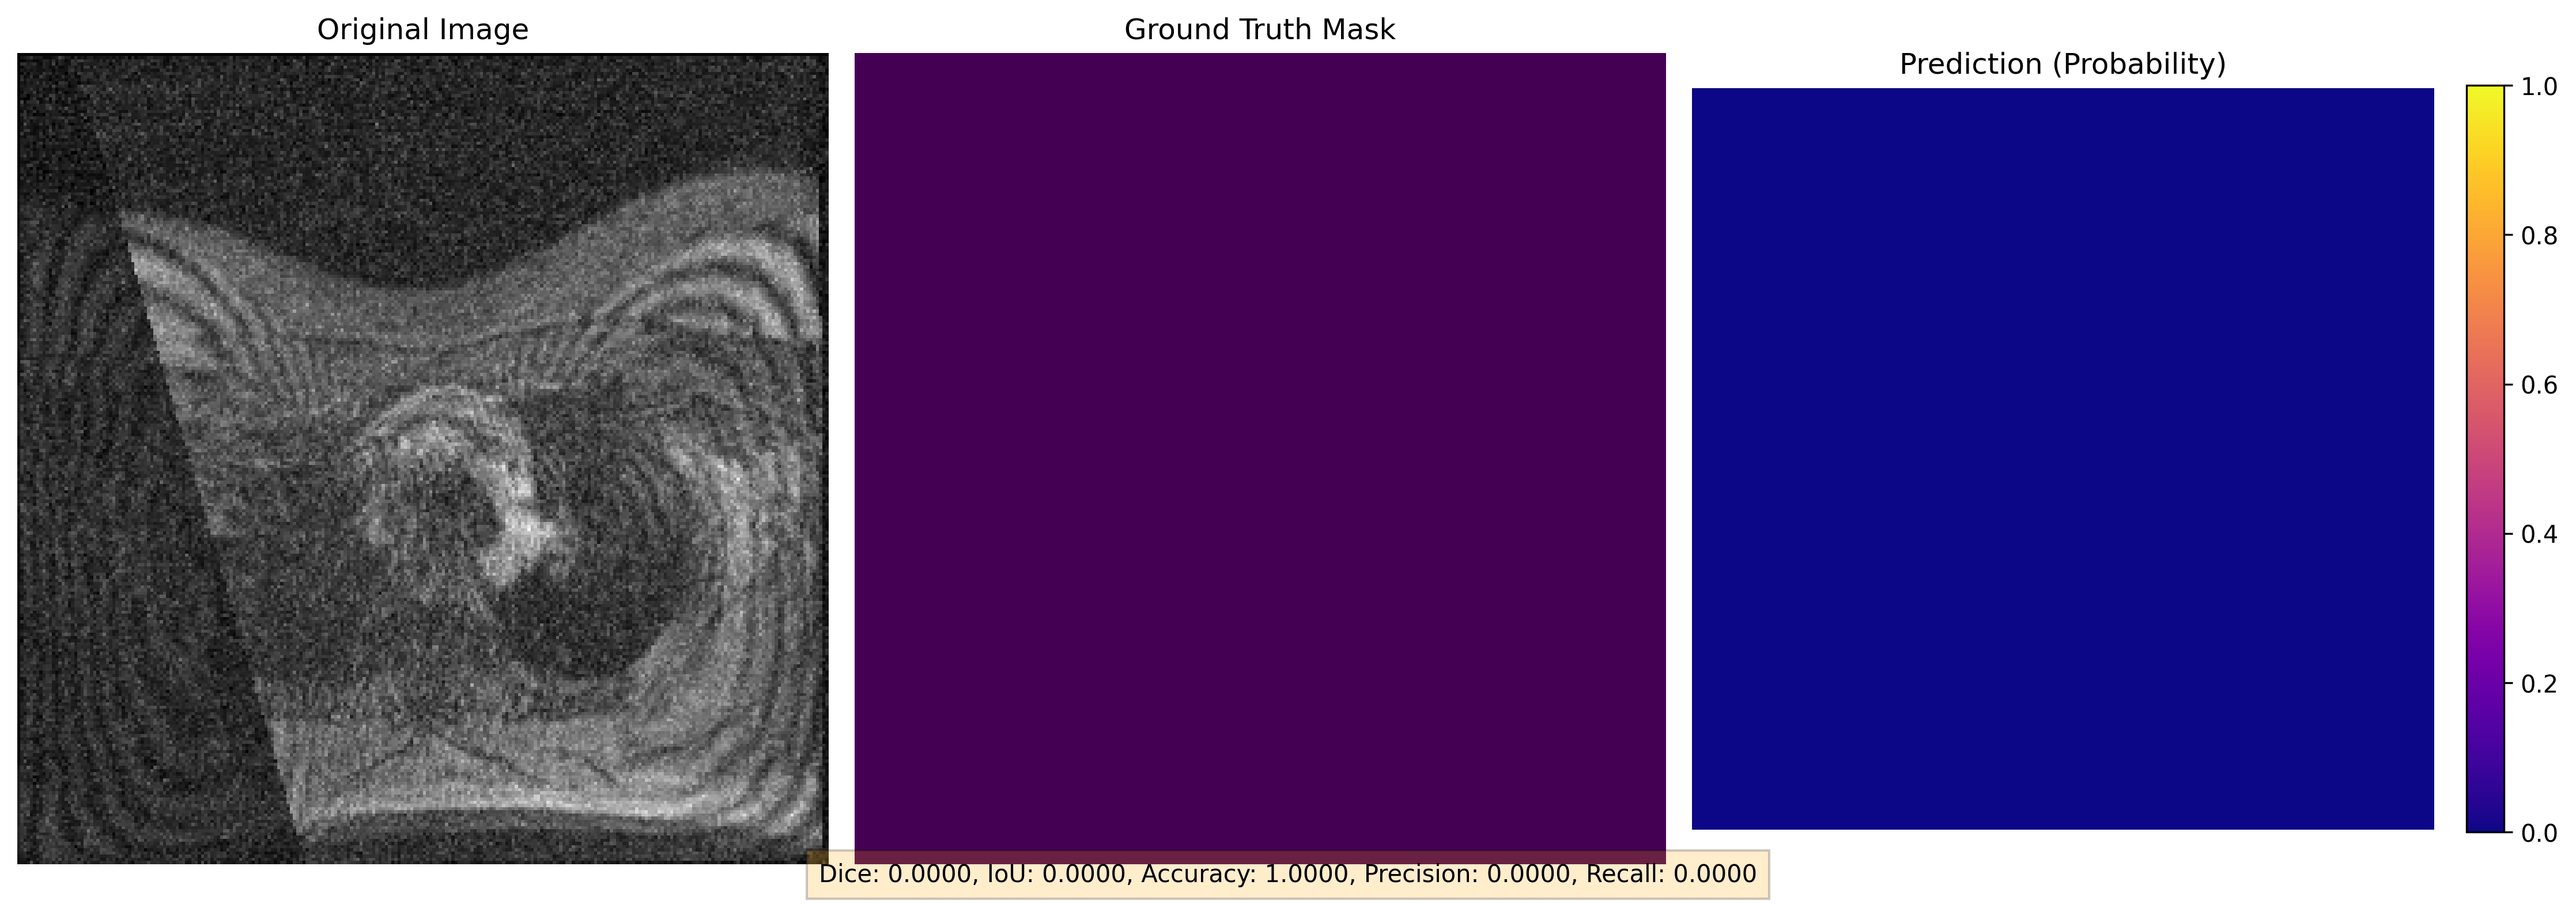 Original Image
Ground Truth Mask
Prediction (Probability)
1.0
0.8
0.6
0.4
0.2
0.0
Dice: 0.0000, IoU: 0.0000, Accuracy: 1.0000, Precision: 0.0000, Recall: 0.0000